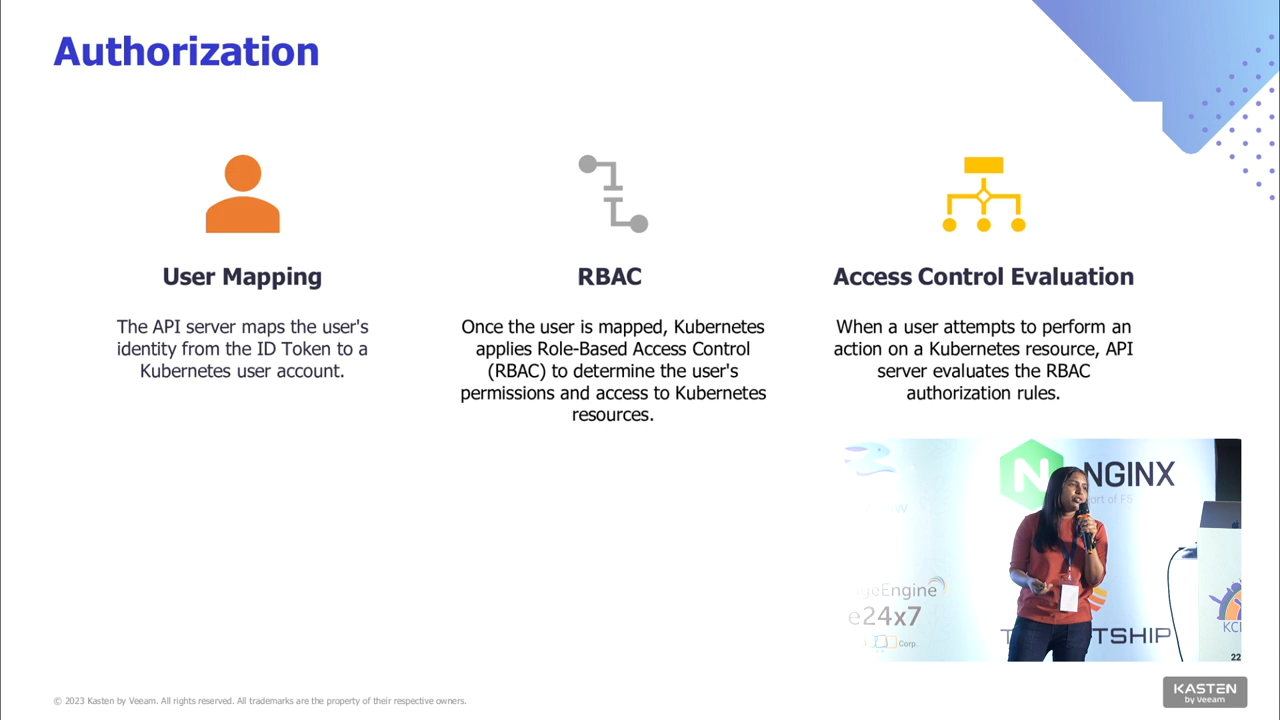 Authorization
User Mapping
The API server maps the user's
identity from the ID Token to a
Kubernetes user account.
RBAC
Once the user is mapped, Kubernetes
applies Role-Based Access Control
(RBAC) to determine the user's
permissions and access to Kubernetes
resources.
Access Control Evaluation
When a user attempts to perform an
action on a Kubernetes resource, API
server evaluates the RBAC
authorization rules.
N NGINX
art of F5
geEngine
e24x7
Corp.
TSHIP
KC
22
© 2023 Kasten by Veeam. All rights reserved. All trademarks are the property of their respective owners.
KASTEN
by Veeam